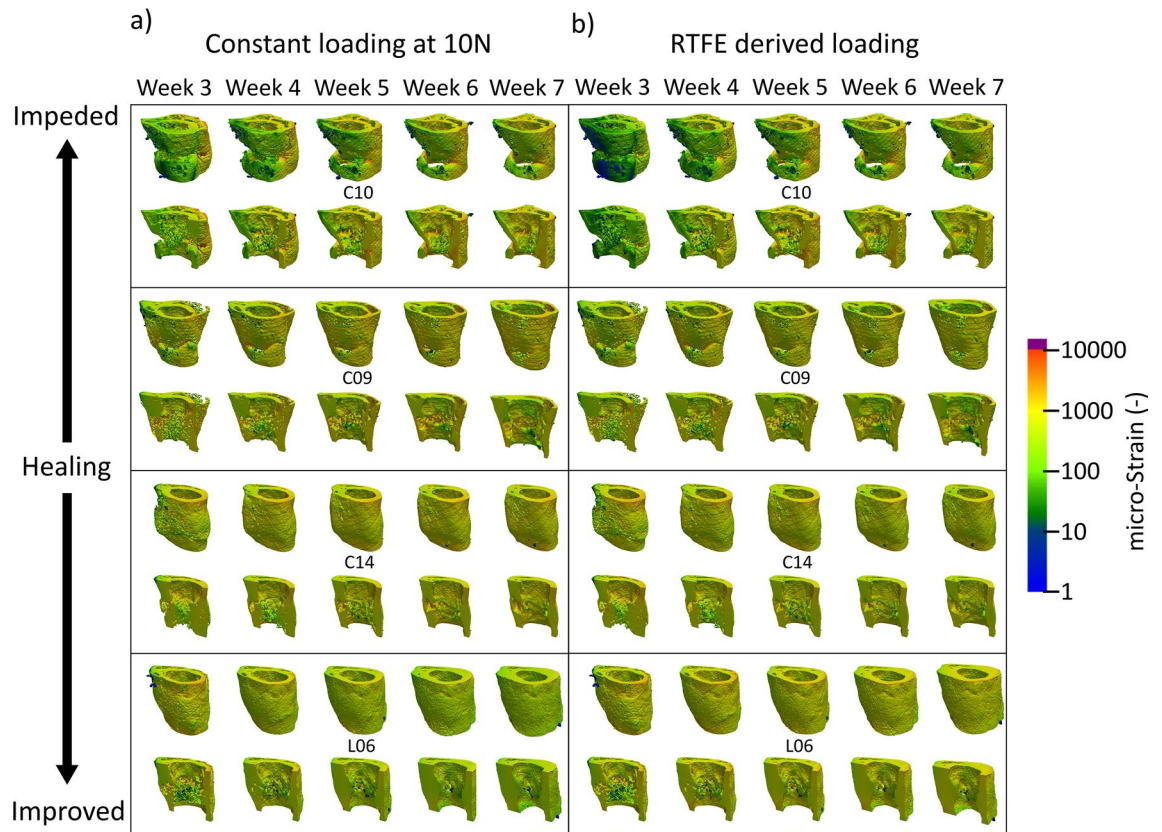 a)
Constant loading at 10N
b)
RTFE derived loading
Week 3 Week 4 Week 5 Week 6 Week 7
Week 3 Week 4 Week 5 Week 6 Week 7
Impeded
Healing
Improved
C10
C10
C09
C09
C14
C14
L06
L06
10000
1000
100
10
1
micro-Strain (-)